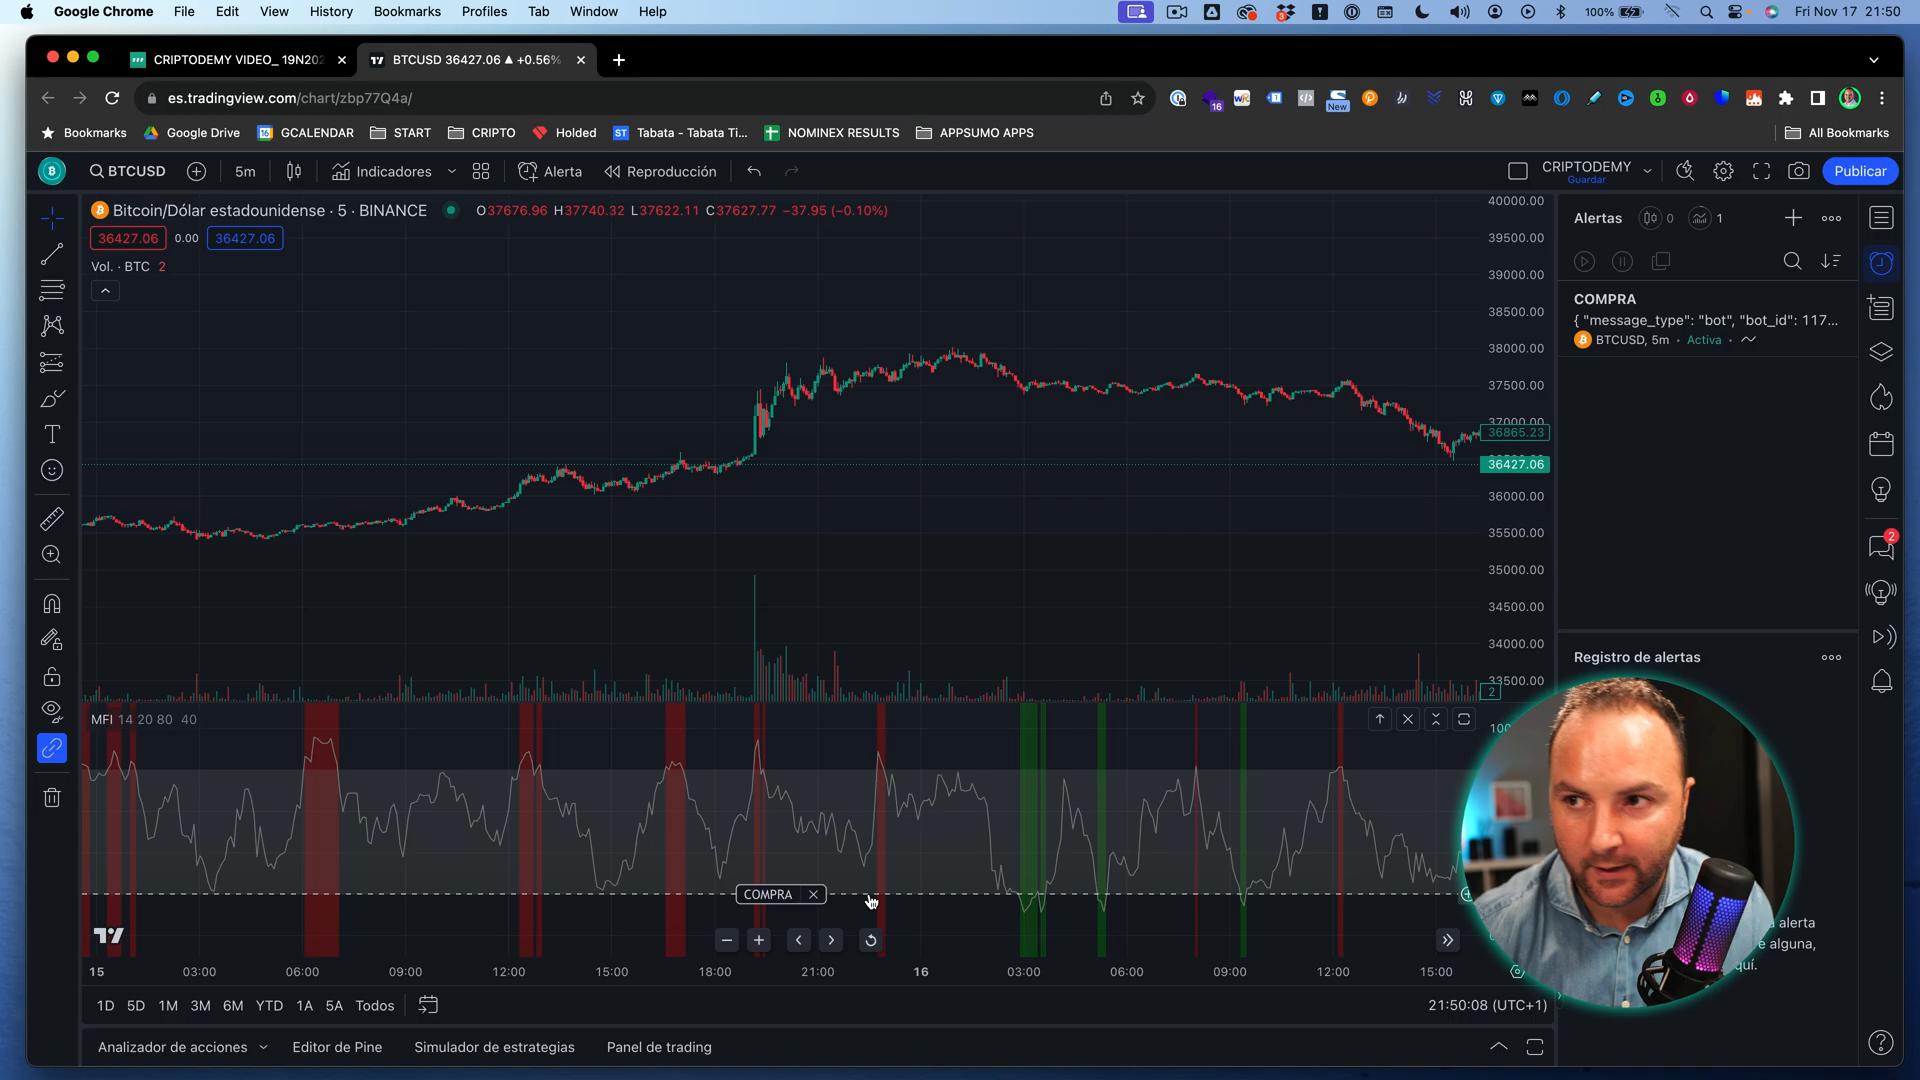 Google Chrome File Edit View History Bookmarks Profiles Tab Window Help
3 100% Fri Nov 17 21:50
CRIPTODEMY VIDEO_ 19N202
BTCUSD 36427.06 ▲ +0.56%
es.tradingview.com/chart/zbp77Q4a/
16 New
Bookmarks Google Drive GCALENDAR START CRIPTO Holded Tabata - Tabata Ti... NOMINEX RESULTS APPSUMO APPS All Bookmarks
BTCUSD 5m Indicadores Alerta Reproducción CRIPTODEMY Publicar
Guardar
Bitcoin/Dólar estadounidense · 5 · BINANCE O37676.96 H37740.32 L37622.11 C37627.77 −37.95 (−0.10%)
36427.06 0.00 36427.06
Vol. · BTC 2
40000.00
39500.00
39000.00
38500.00
38000.00
37500.00
37000.00
36865.23
36427.06
36000.00
35500.00
35000.00
34500.00
34000.00
33500.00
2
Alertas 0 1
COMPRA
{ "message_type": "bot", "bot_id": 117...
BTCUSD, 5m · Activa ·
Registro de alertas
2
MFI 14 20 80 40
COMPRA
alerta
e alguna,
quí.
15 03:00 06:00 09:00 12:00 15:00 18:00 21:00 16 03:00 06:00 09:00 12:00 15:00
1D 5D 1M 3M 6M YTD 1A 5A Todos 21:50:08 (UTC+1)
Analizador de acciones Editor de Pine Simulador de estrategias Panel de trading